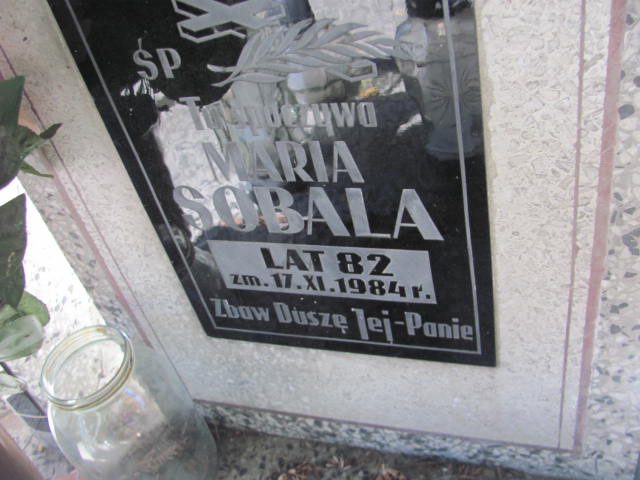 ŚP
Tu spoczywa
MARIA
SOBALA
LAT 82
zm. 17.XI.1984 r.
Zbaw Duszę Jej-Panie